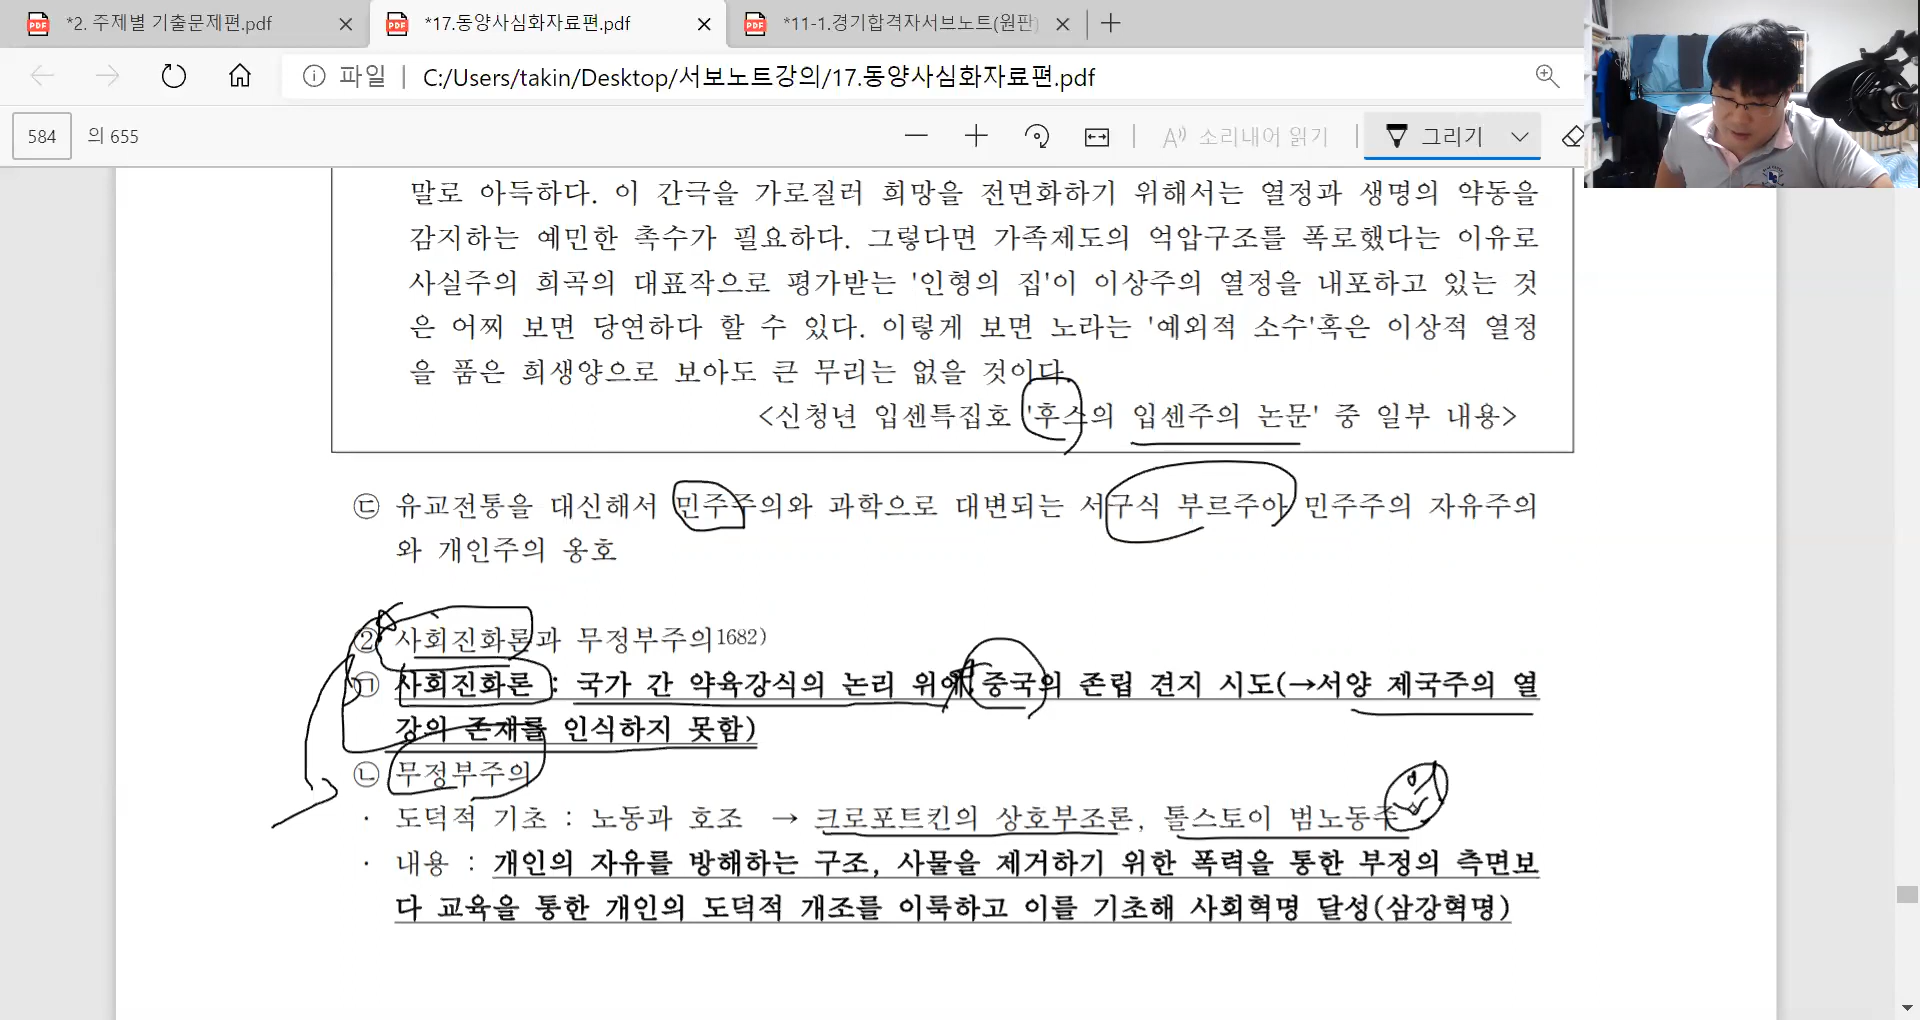 *2. 주제별 기출문제편.pdf
*17.동양사심화자료편.pdf
*11-1.경기합격자서브노트(원판)
파일 | C:/Users/takin/Desktop/서보노트강의/17.동양사심화자료편.pdf
584 의 655
소리내어 읽기
그리기
말로 아득하다. 이 간극을 가로질러 희망을 전면화하기 위해서는 열정과 생명의 약동을
감지하는 예민한 촉수가 필요하다. 그렇다면 가족제도의 억압구조를 폭로했다는 이유로
사실주의 희곡의 대표작으로 평가받는 '인형의 집'이 이상주의 열정을 내포하고 있는 것
은 어찌 보면 당연하다 할 수 있다. 이렇게 보면 노라는 '예외적 소수'혹은 이상적 열정
을 품은 희생양으로 보아도 큰 무리는 없을 것이다.
<신청년 입센특집호 '후스의 입센주의 논문' 중 일부 내용>
㉢ 유교전통을 대신해서 민주주의와 과학으로 대변되는 서구식 부르주아 민주주의 자유주의
와 개인주의 옹호
② 사회진화론과 무정부주의1682)
㉠ 사회진화론 : 국가 간 약육강식의 논리 위에 중국의 존립 견지 시도(→서양 제국주의 열
강의 존재를 인식하지 못함)
㉡ 무정부주의
· 도덕적 기초 : 노동과 호조 → 크로포트킨의 상호부조론, 톨스토이 범노동주
· 내용 : 개인의 자유를 방해하는 구조, 사물을 제거하기 위한 폭력을 통한 부정의 측면보
다 교육을 통한 개인의 도덕적 개조를 이룩하고 이를 기초해 사회혁명 달성(삼강혁명)